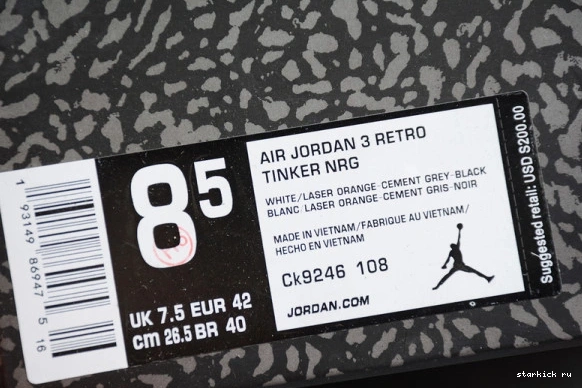 1 93149 86947 5 16
8 5
UK 7.5 EUR 42
cm 26.5 BR 40
AIR JORDAN 3 RETRO
TINKER NRG
WHITE/LASER ORANGE-CEMENT GREY-BLACK
BLANC/LASER ORANGE-CEMENT GRIS-NOIR
MADE IN VIETNAM/FABRIQUE AU VIETNAM/
HECHO EN VIETNAM
Ck9246 108
JORDAN.COM
Suggested retail: USD $200.00
starkick ru